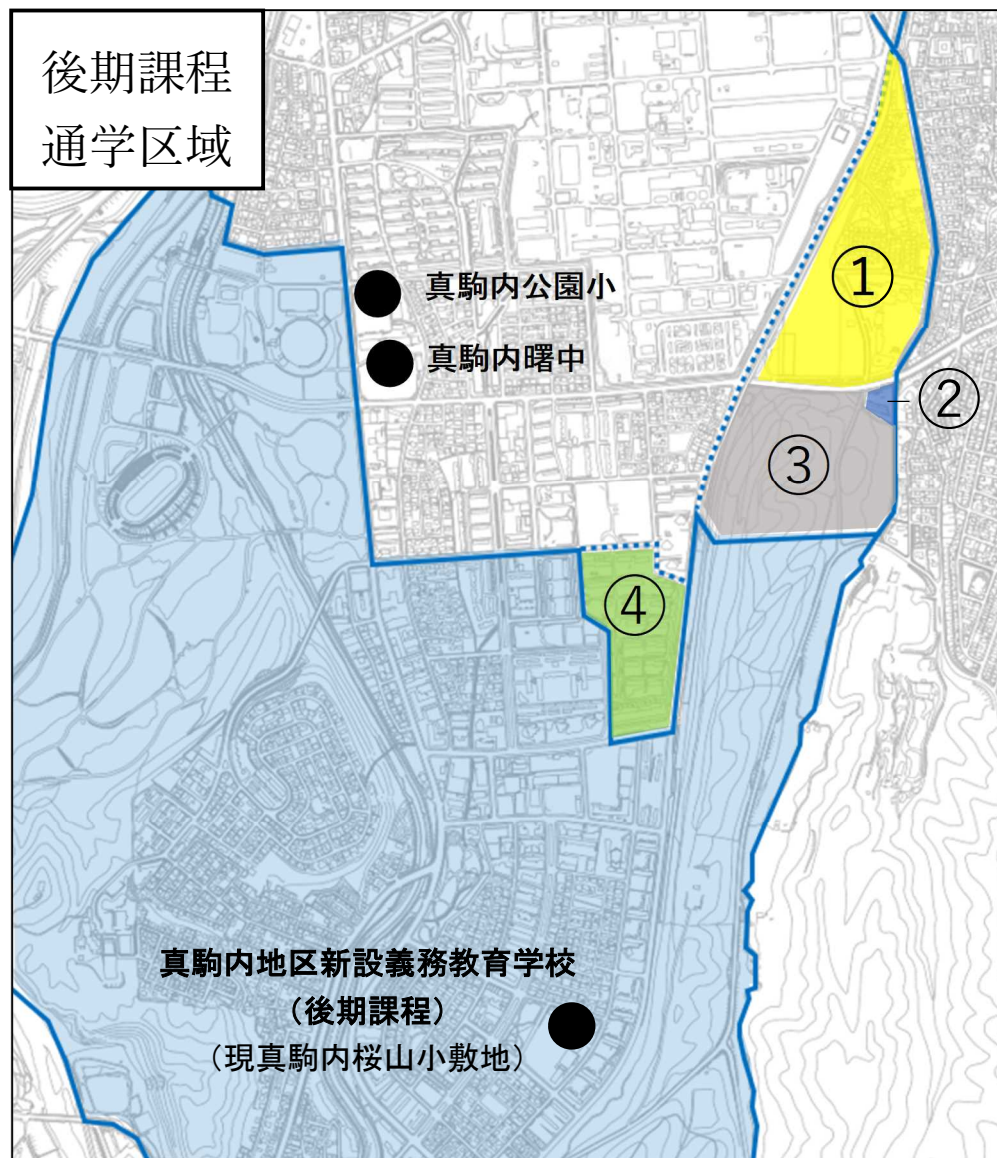 後期課程
通学区域
①
真駒内公園小
真駒内曙中
②
③
④
真駒内地区新設義務教育学校
（後期課程）
（現真駒内桜山小敷地）